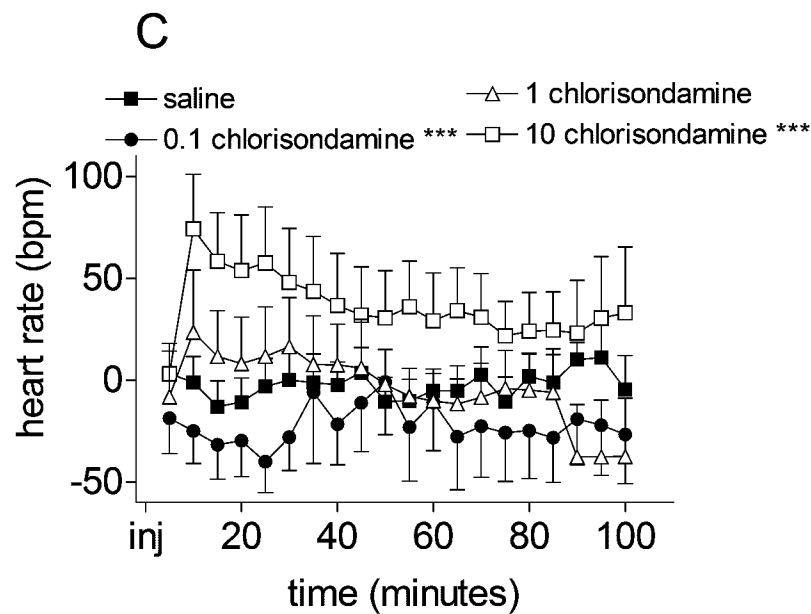 C
saline
1 chlorisondamine
0.1 chlorisondamine ***
10 chlorisondamine ***
heart rate (bpm)
100
50
0
-50
inj 20 40 60 80 100
time (minutes)